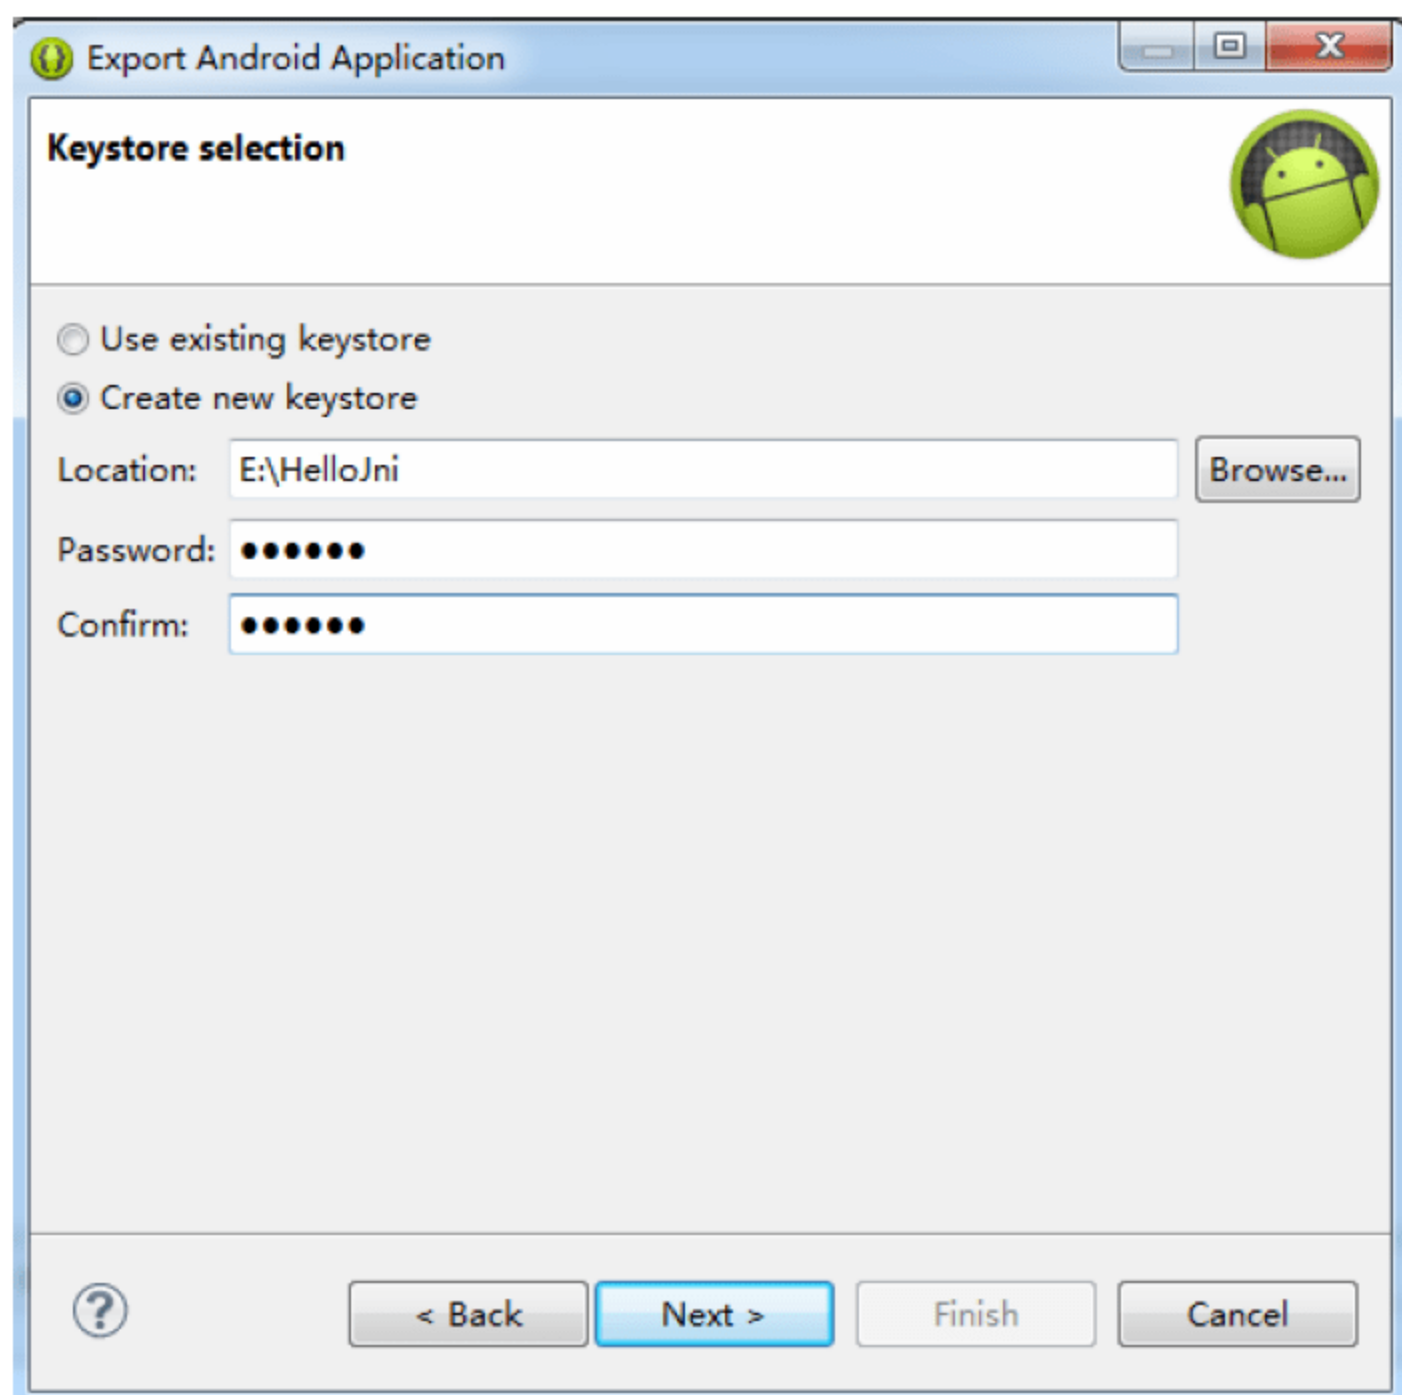 Export Android Application
Keystore selection
Use existing keystore
Create new keystore
Location: E:\HelloJni Browse...
Password: ●●●●●●
Confirm: ●●●●●●
? < Back Next > Finish Cancel